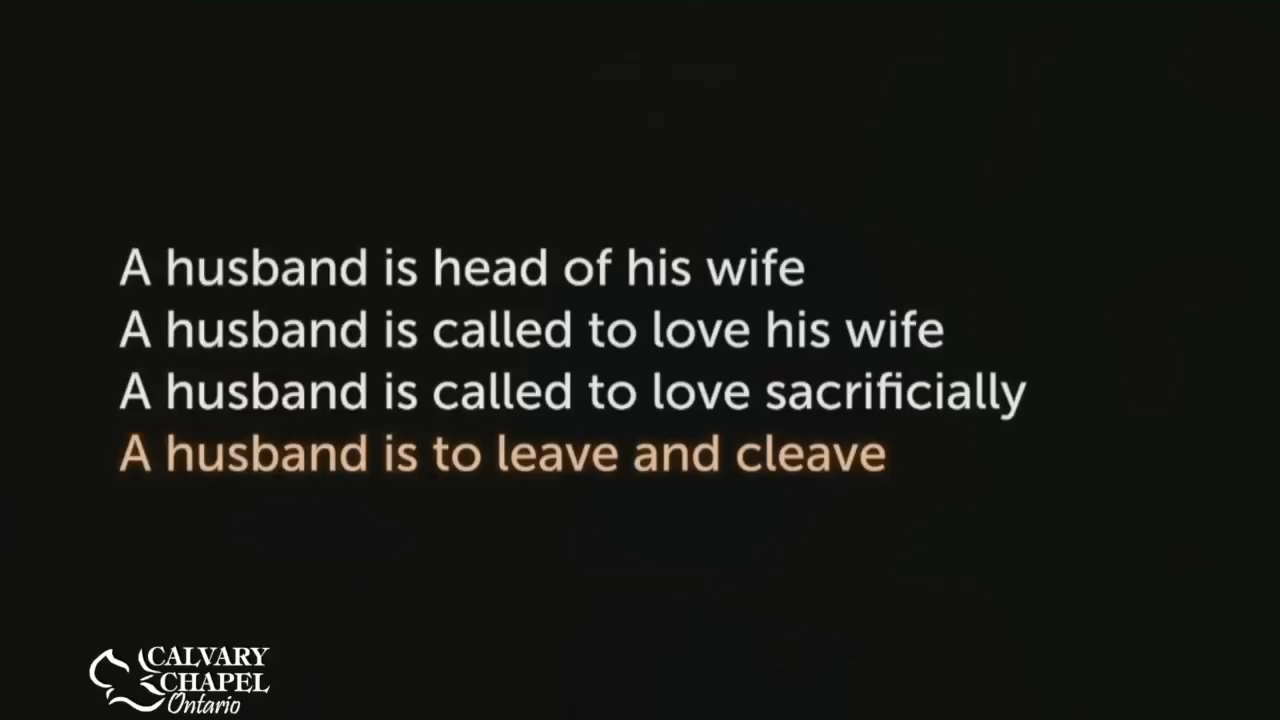 A husband is head of his wife
A husband is called to love his wife
A husband is called to love sacrificially
A husband is to leave and cleave
CALVARY
CHAPEL
Ontario